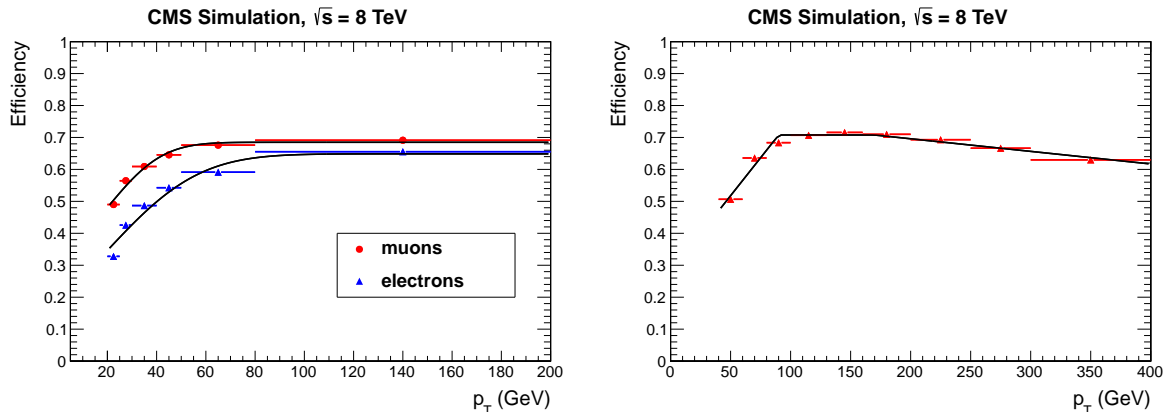 CMS Simulation, √s = 8 TeV
Efficiency
1
0.9
0.8
0.7
0.6
0.5
0.4
0.3
0.2
0.1
0
muons
electrons
20 40 60 80 100 120 140 160 180 200
p_T (GeV)
CMS Simulation, √s = 8 TeV
Efficiency
1
0.9
0.8
0.7
0.6
0.5
0.4
0.3
0.2
0.1
0
0 50 100 150 200 250 300 350 400
p_T (GeV)